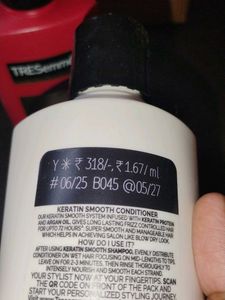 TRESemmé
Y * ₹ 318/-, ₹ 1.67/ml
# 06/25 B045 @05/27
KERATIN SMOOTH CONDITIONER
OUR KERATIN SMOOTH SYSTEM INFUSED WITH KERATIN PROTEIN
AND ARGAN OIL, GIVES LONG LASTING FRIZZ CONTROLLED HAIR
FOR UPTO 72 HOURS* SUPER SMOOTH AND MANAGEABLE HAIR
WHICH HELPS IN ACHIEVING SALON LIKE BLOW DRY LOOK.
HOW DO I USE IT?
AFTER USING KERATIN SMOOTH SHAMPOO, EVENLY DISTRIBUTE
CONDITIONER ON WET HAIR FOCUSING ON MID-LENGTHS TO TIPS.
LEAVE ON FOR 2-3 MINUTES, THEN RINSE THOROUGHLY TO
INTENSELY NOURISH AND SMOOTH EACH STRAND.
YOUR STYLIST NOW AT YOUR FINGERTIPS. SCAN
THE QR CODE ON FRONT OF THE PACK AND
START YOUR PERSONALIZED STYLING JOURNEY